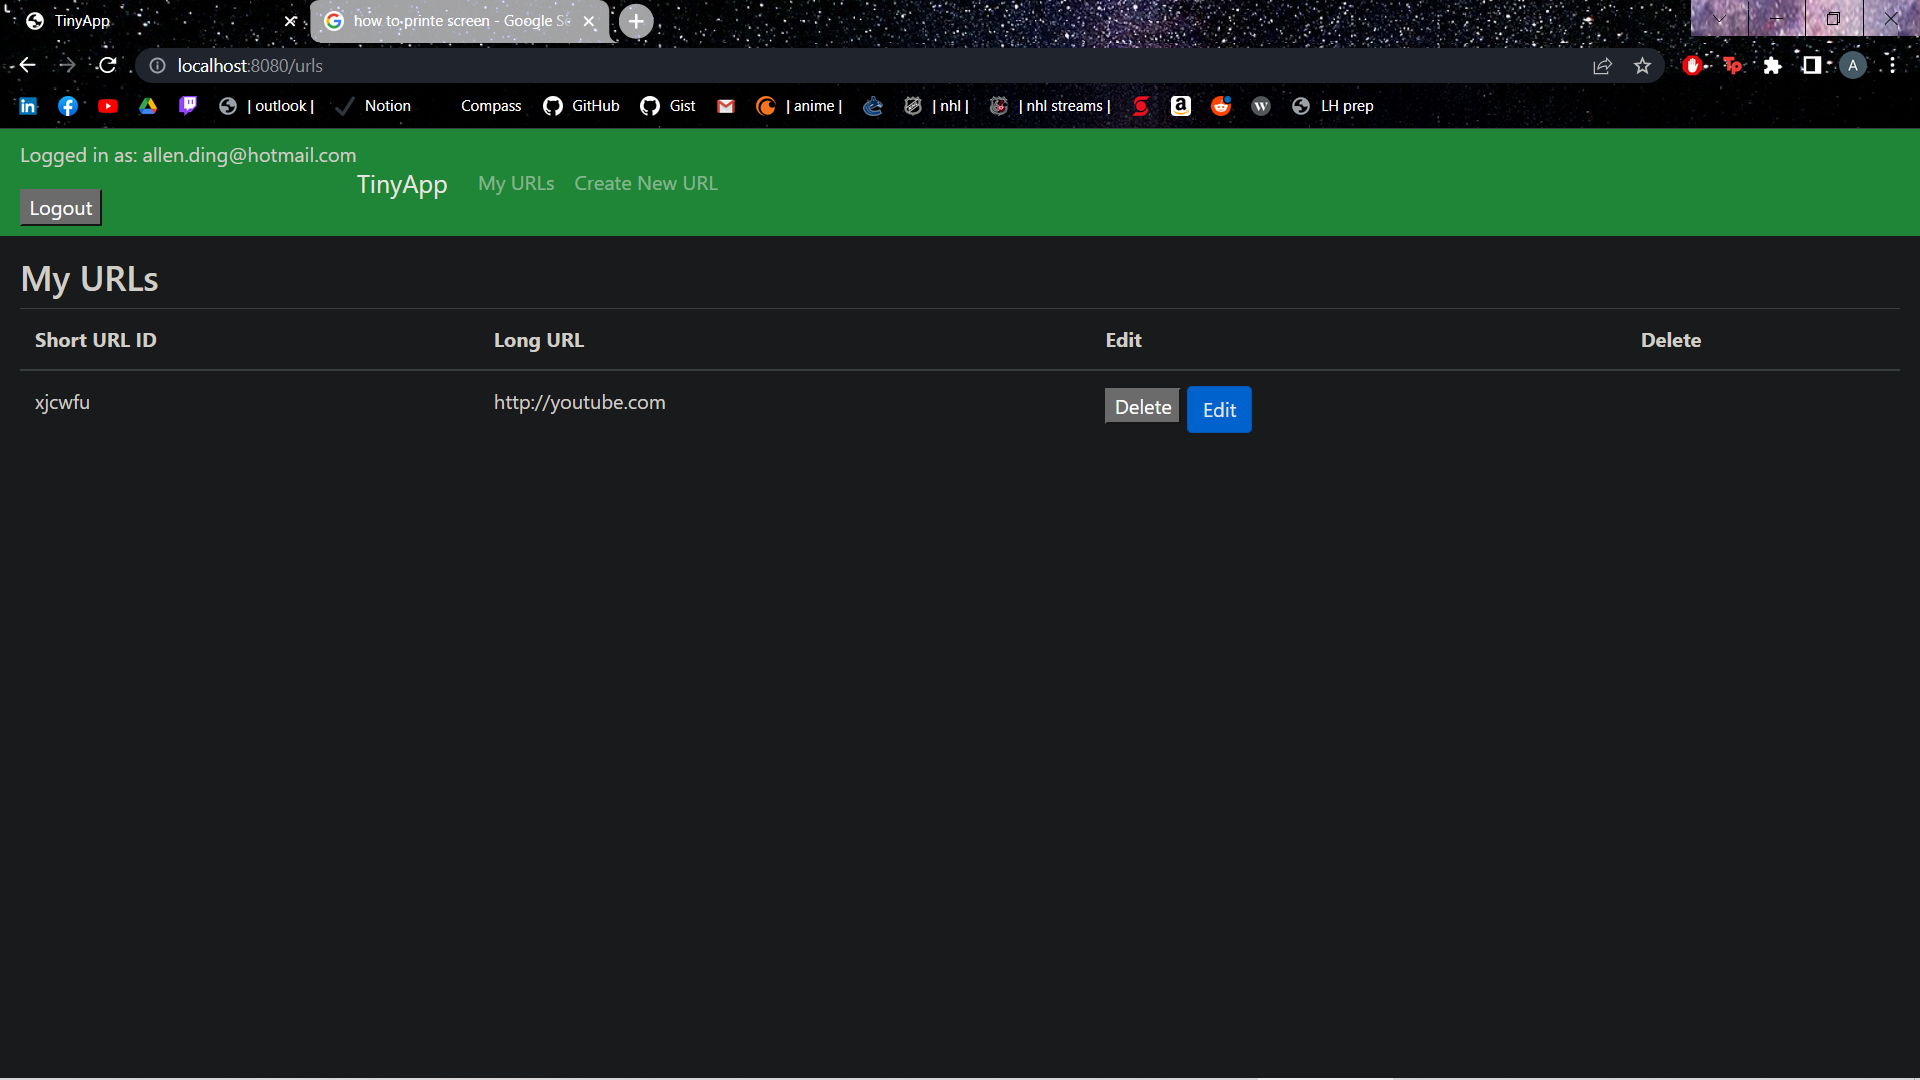 TinyApp
how to printe screen - Google Se
localhost:8080/urls
A
| outlook | Notion Compass GitHub Gist | anime | | nhl | | nhl streams | LH prep
Logged in as: allen.ding@hotmail.com
TinyApp My URLs Create New URL
Logout
My URLs
Short URL ID Long URL Edit Delete
xjcwfu http://youtube.com Delete Edit